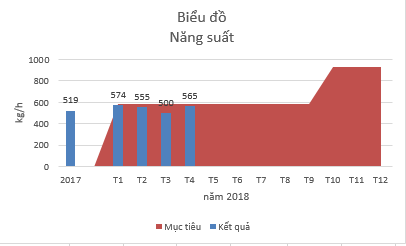 Biểu đồ
Năng suất
kg/h
1000
800
600
400
200
0
519
574
555
500
565
2017
T1 T2 T3 T4 T5 T6 T7 T8 T9 T10 T11 T12
năm 2018
Mục tiêu Kết quả